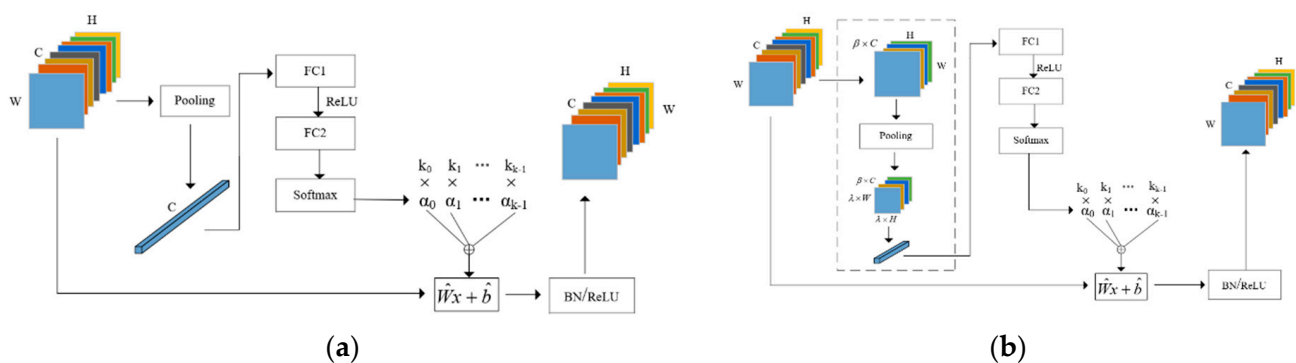 H
C
W
Pooling
C
FC1
ReLU
FC2
Softmax
k₀ k₁ ⋯ kₖ₋₁
× × ×
α₀ α₁ ⋯ αₖ₋₁
⊕
Ŵx + b̂
BN/ReLU
H
C
W
(a)
H
C
W
β×C
H
W
Pooling
β×C
λ×W
λ×H
FC1
ReLU
FC2
Softmax
k₀ k₁ ⋯ kₖ₋₁
× × ×
α₀ α₁ ⋯ αₖ₋₁
⊕
Ŵx + b̂
BN/ReLU
H
C
W
(b)